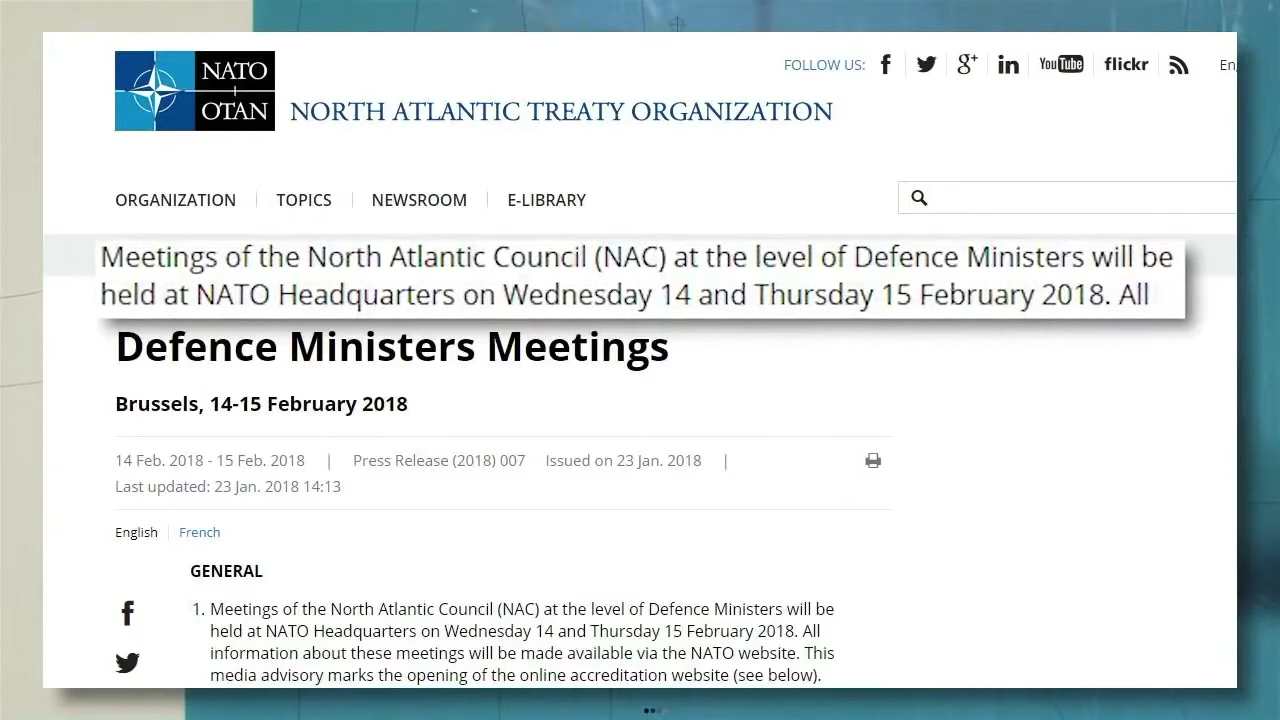 NATO
OTAN
NORTH ATLANTIC TREATY ORGANIZATION
FOLLOW US:
You Tube
flickr
ORGANIZATION
TOPICS
NEWSROOM
E-LIBRARY
Meetings of the North Atlantic Council (NAC) at the level of Defence Ministers will be
held at NATO Headquarters on Wednesday 14 and Thursday 15 February 2018. All
Defence Ministers Meetings
Brussels, 14-15 February 2018
14 Feb. 2018 - 15 Feb. 2018 | Press Release (2018) 007 Issued on 23 Jan. 2018 |
Last updated: 23 Jan. 2018 14:13
English | French
GENERAL
1. Meetings of the North Atlantic Council (NAC) at the level of Defence Ministers will be
held at NATO Headquarters on Wednesday 14 and Thursday 15 February 2018. All
information about these meetings will be made available via the NATO website. This
media advisory marks the opening of the online accreditation website (see below).